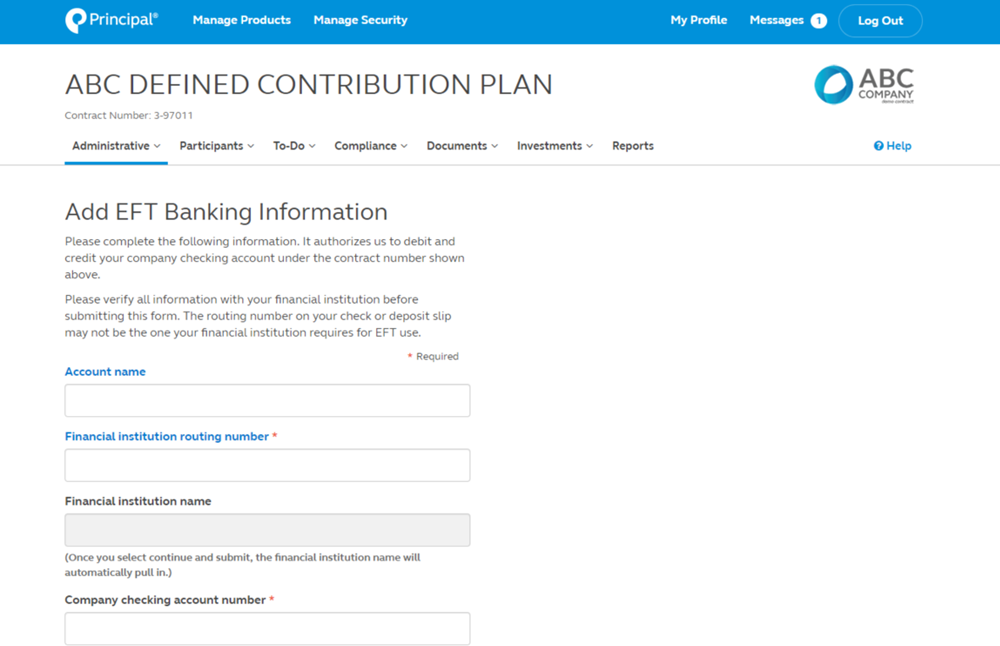 Principal® Manage Products Manage Security My Profile Messages 1 Log Out
ABC DEFINED CONTRIBUTION PLAN
ABC
COMPANY
demo contract
Contract Number: 3-97011
Administrative Participants To-Do Compliance Documents Investments Reports ? Help
Add EFT Banking Information
Please complete the following information. It authorizes us to debit and
credit your company checking account under the contract number shown
above.
Please verify all information with your financial institution before
submitting this form. The routing number on your check or deposit slip
may not be the one your financial institution requires for EFT use.
* Required
Account name
Financial institution routing number *
Financial institution name
(Once you select continue and submit, the financial institution name will
automatically pull in.)
Company checking account number *